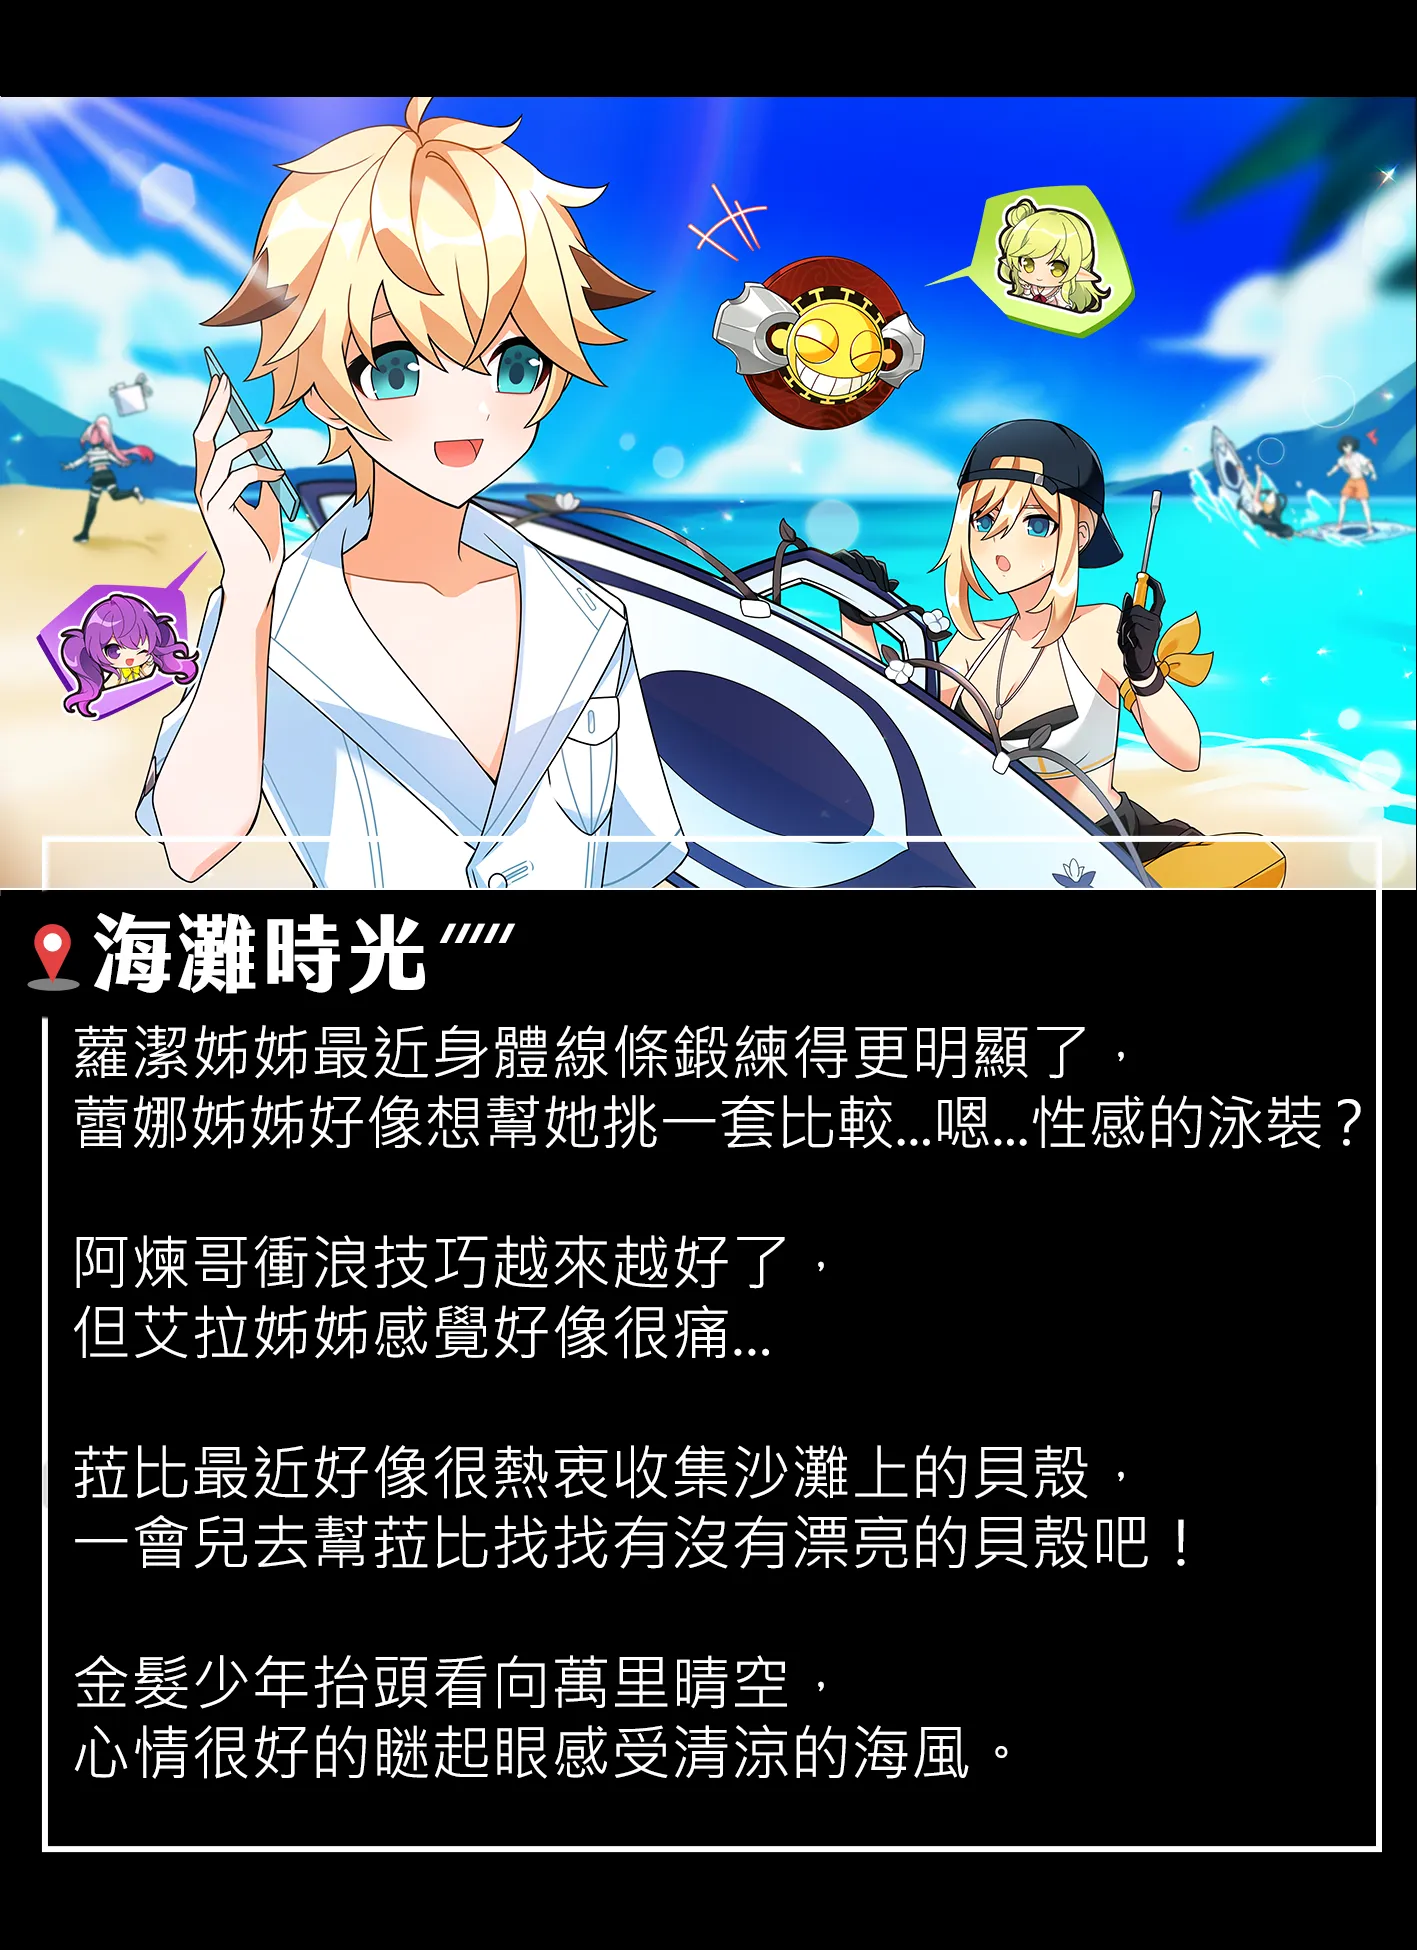 海灘時光
蘿潔姊姊最近身體線條鍛練得更明顯了，
蕾娜姊姊好像想幫她挑一套比較...嗯...性感的泳裝？
阿煉哥衝浪技巧越來越好了，
但艾拉姊姊感覺好像很痛...
菈比最近好像很熱衷收集沙灘上的貝殼，
一會兒去幫菈比找找有沒有漂亮的貝殼吧！
金髮少年抬頭看向萬里晴空，
心情很好的瞇起眼感受清涼的海風。